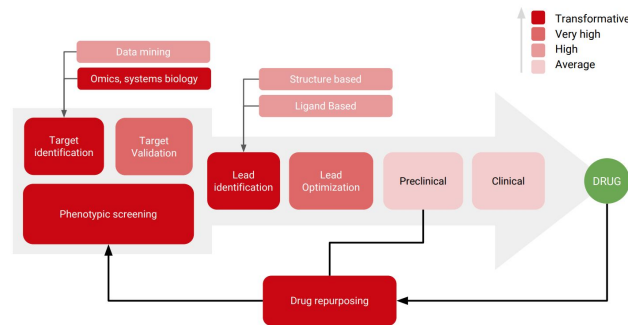 Transformative
Very high
High
Average
Data mining
Omics, systems biology
Structure based
Ligand Based
Target
identification
Target
Validation
Lead
identification
Lead
Optimization
Preclinical
Clinical
DRUG
Phenotypic screening
Drug repurposing